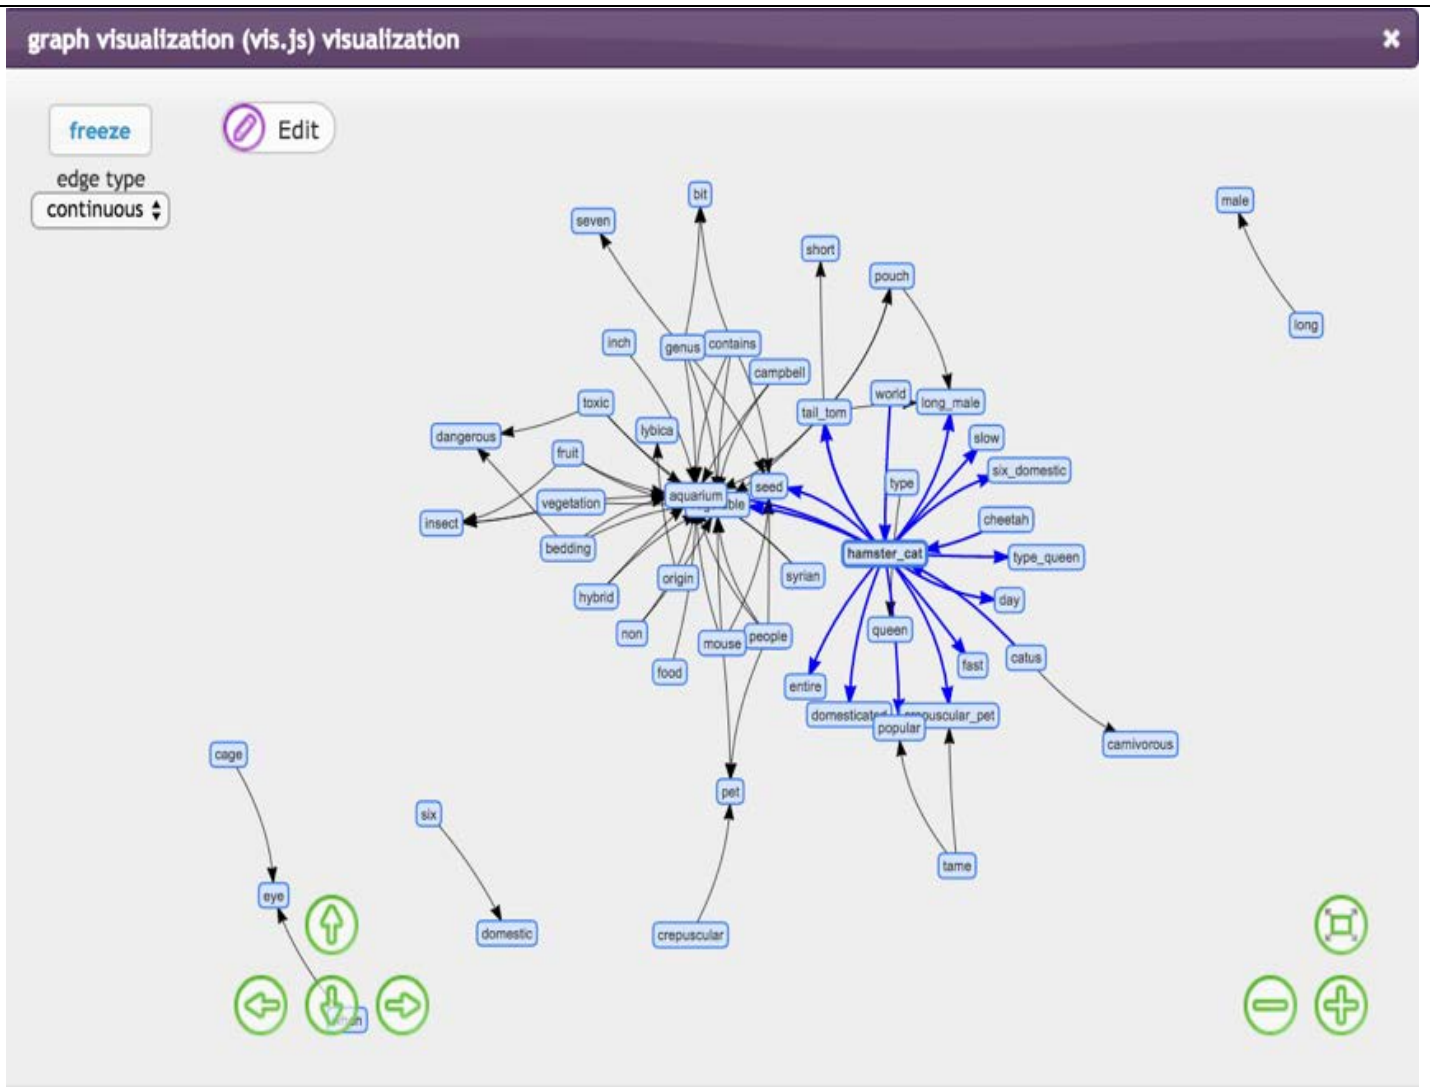 graph visualization (vis.js) visualization
freeze
Edit
edge type
continuous
bit
seven
male
short
pouch
long
inch
genus
contains
campbell
world
toxic
tail_tom
long_male
lybica
dangerous
slow
fruit
six_domestic
type
seed
aquarium
vegetation
cheetah
insect
bedding
hamster_cat
type_queen
syrian
origin
hybrid
day
non
queen
people
mouse
catus
fast
food
entire
domesticated
crepuscular_pet
popular
carnivorous
cage
pet
six
tame
eye
domestic
crepuscular